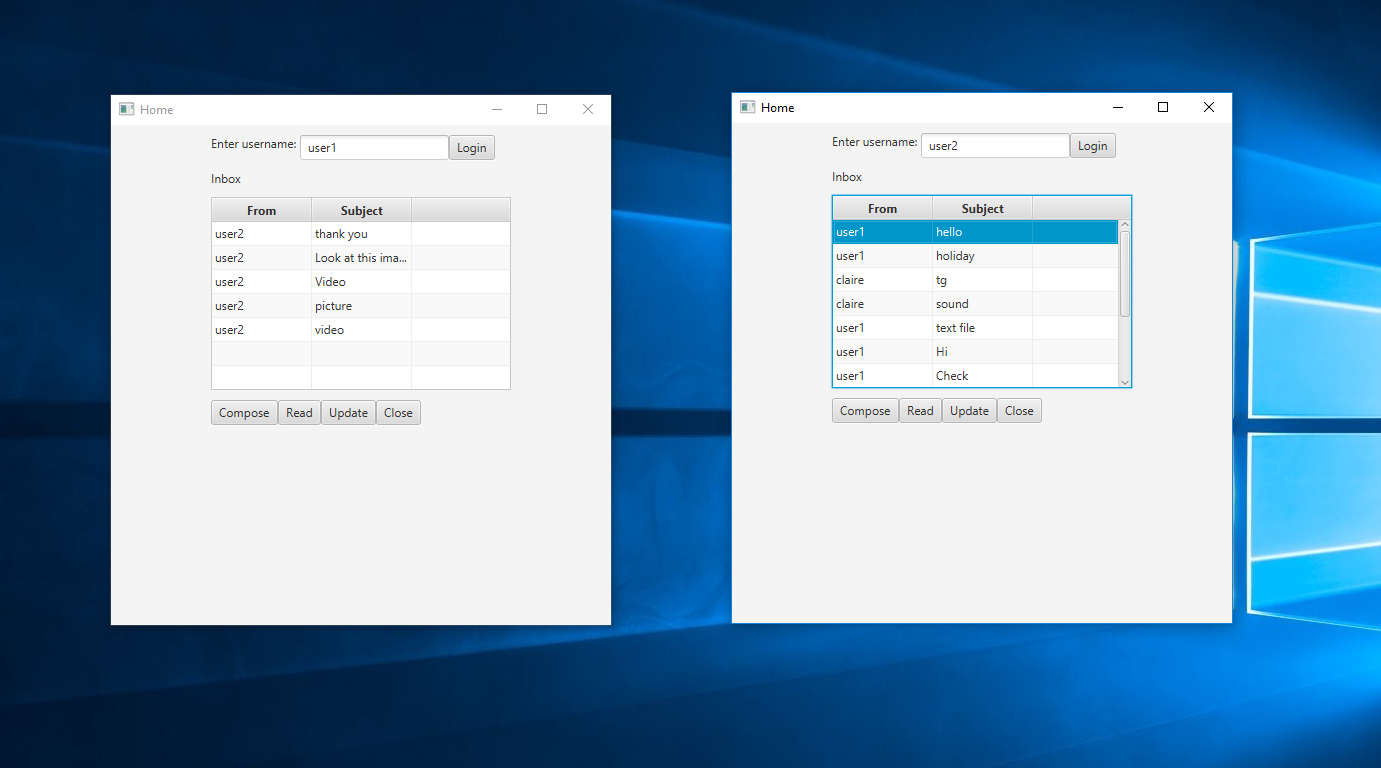 Home
Enter username: user1 Login
Inbox
From Subject
user2 thank you
user2 Look at this ima...
user2 Video
user2 picture
user2 video
Compose Read Update Close
Home
Enter username: user2 Login
Inbox
From Subject
user1 hello
user1 holiday
claire tg
claire sound
user1 text file
user1 Hi
user1 Check
Compose Read Update Close